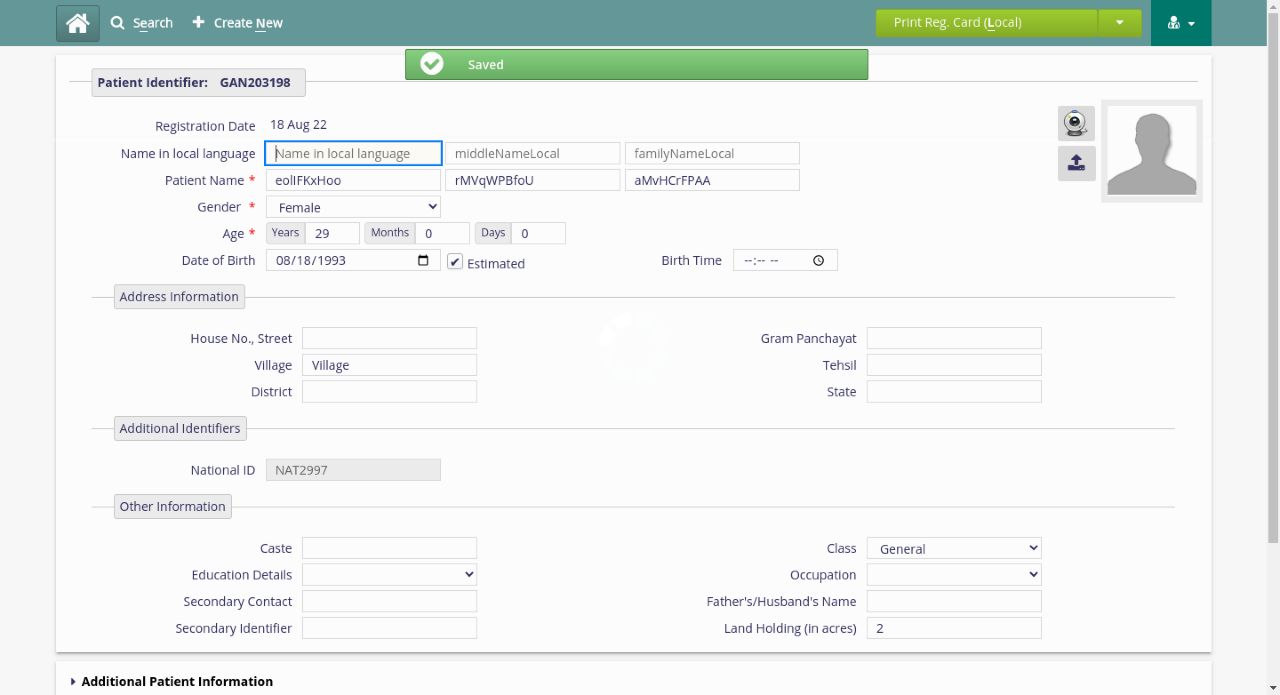 Search Create New Print Reg. Card (Local)
Saved
Patient Identifier: GAN203198
Registration Date 18 Aug 22
Name in local language Name in local language middleNameLocal familyNameLocal
Patient Name * eolIFKxHoo rMVqWPBfoU aMvHCrFPAA
Gender * Female
Age * Years 29 Months 0 Days 0
Date of Birth 08/18/1993 Estimated Birth Time --:-- --
Address Information
House No., Street Gram Panchayat
Village Village Tehsil
District State
Additional Identifiers
National ID NAT2997
Other Information
Caste Class General
Education Details Occupation
Secondary Contact Father's/Husband's Name
Secondary Identifier Land Holding (in acres) 2
Additional Patient Information